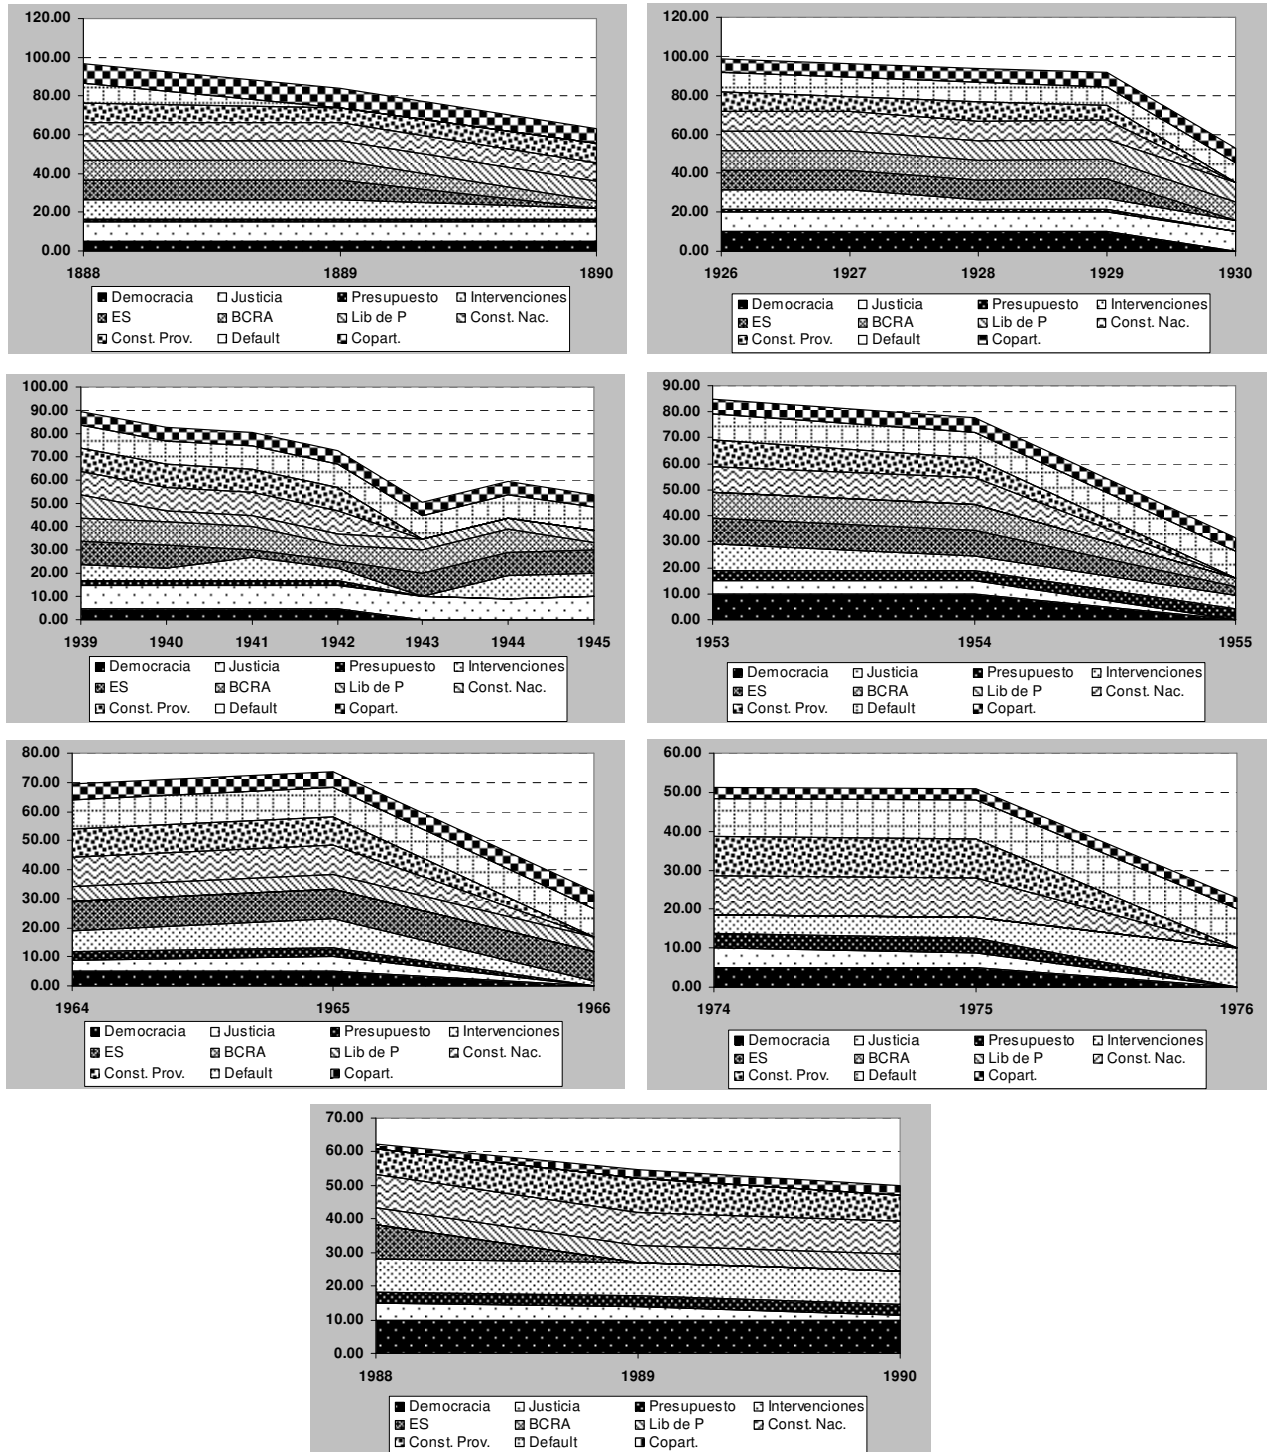 120.00
100.00
80.00
60.00
40.00
20.00
0.00
1888 1889 1890
Democracia Justicia Presupuesto Intervenciones
ES BCRA Lib de P Const. Nac.
Const. Prov. Default Copart.
120.00
100.00
80.00
60.00
40.00
20.00
0.00
1926 1927 1928 1929 1930
Democracia Justicia Presupuesto Intervenciones
ES BCRA Lib de P Const. Nac.
Const. Prov. Default Copart.
100.00
90.00
80.00
70.00
60.00
50.00
40.00
30.00
20.00
10.00
0.00
1939 1940 1941 1942 1943 1944 1945
Democracia Justicia Presupuesto Intervenciones
ES BCRA Lib de P Const. Nac.
Const. Prov. Default Copart.
90.00
80.00
70.00
60.00
50.00
40.00
30.00
20.00
10.00
0.00
1953 1954 1955
Democracia Justicia Presupuesto Intervenciones
ES BCRA Lib de P Const. Nac.
Const. Prov. Default Copart.
80.00
70.00
60.00
50.00
40.00
30.00
20.00
10.00
0.00
1964 1965 1966
Democracia Justicia Presupuesto Intervenciones
ES BCRA Lib de P Const. Nac.
Const. Prov. Default Copart.
60.00
50.00
40.00
30.00
20.00
10.00
0.00
1974 1975 1976
Democracia Justicia Presupuesto Intervenciones
ES BCRA Lib de P Const. Nac.
Const. Prov. Default Copart.
70.00
60.00
50.00
40.00
30.00
20.00
10.00
0.00
1988 1989 1990
Democracia Justicia Presupuesto Intervenciones
ES BCRA Lib de P Const. Nac.
Const. Prov. Default Copart.